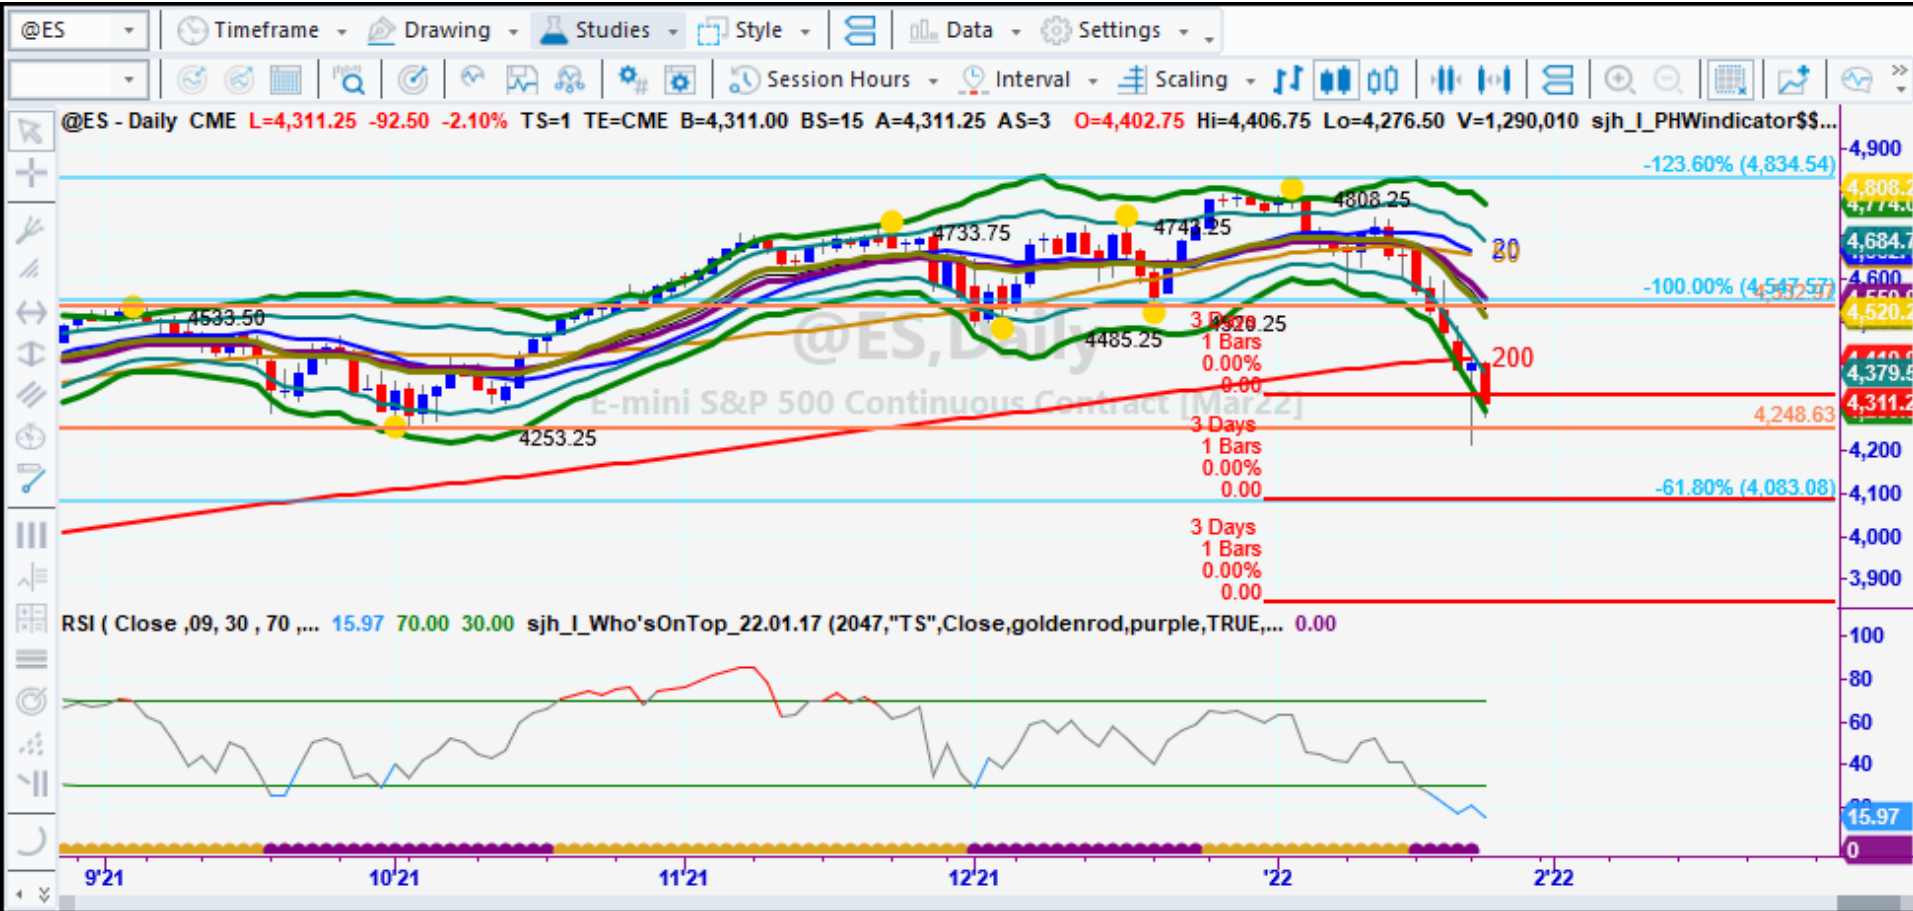 @ES Timeframe Drawing Studies Style Data Settings
Session Hours Interval Scaling
@ES - Daily CME L=4,311.25 -92.50 -2.10% TS=1 TE=CME B=4,311.00 BS=15 A=4,311.25 AS=3 O=4,402.75 Hi=4,406.75 Lo=4,276.50 V=1,290,010 sjh_I_PHWindicator$$...
4,900
-123.60% (4,834.54)
4,808.2
4808.25
4733.75
4743.25
4,684.7
20
4,600
-100.00% (4,547.57)
4533.50
4,520.2
@ES,Daily
3 Days
4485.25
1 Bars
200
0.00%
4,379.5
0.00
E-mini S&P 500 Continuous Contract [Mar22]
4,311.2
4,248.63
3 Days
4253.25
1 Bars
4,200
0.00%
0.00
-61.80% (4,083.08)
4,100
3 Days
4,000
1 Bars
0.00%
3,900
0.00
RSI ( Close ,09, 30 , 70 ,... 15.97 70.00 30.00 sjh_I_Who'sOnTop_22.01.17 (2047,"TS",Close,goldenrod,purple,TRUE,... 0.00
100
80
60
40
15.97
0
9'21 10'21 11'21 12'21 '22 2'22